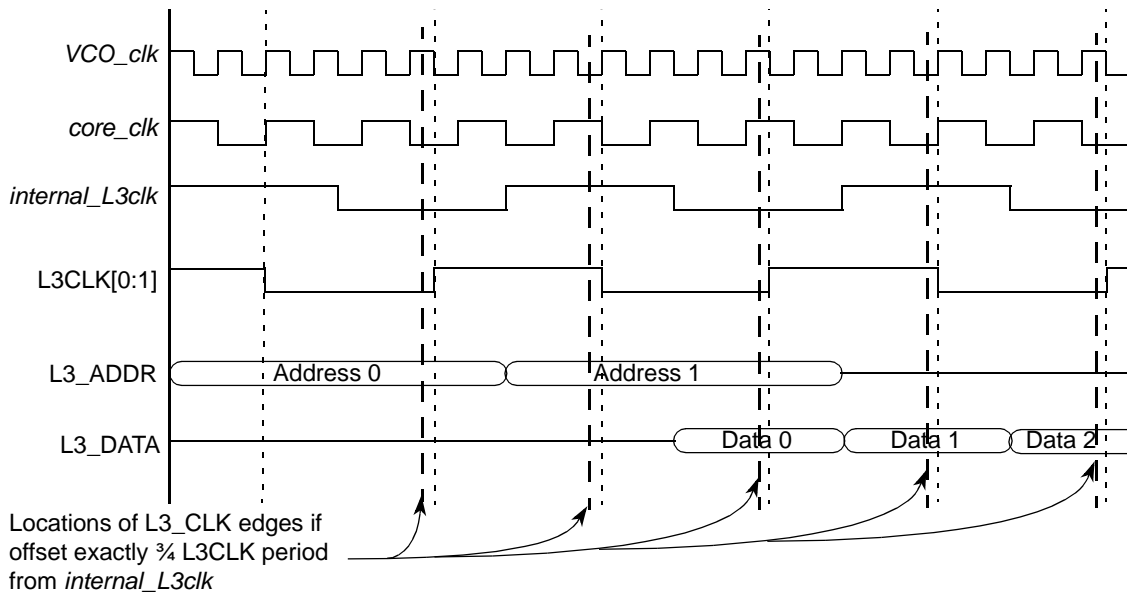 VCO_clk
core_clk
internal_L3clk
L3CLK[0:1]
L3_ADDR
Address 0
Address 1
L3_DATA
Data 0
Data 1
Data 2
Locations of L3_CLK edges if
offset exactly ¾ L3CLK period
from internal_L3clk